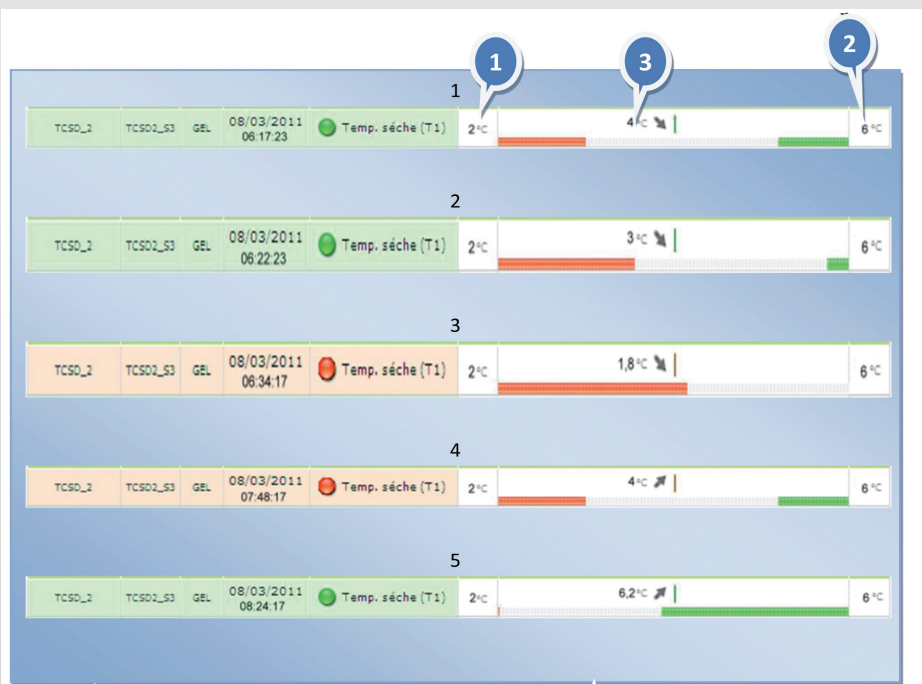 1 3 2
1
TCSD_2 TCSD2_S3 GEL 08/03/2011 06:17:23 Temp. séche (T1) 2°C 4°C 6°C
2
TCSD_2 TCSD2_S3 GEL 08/03/2011 06:22:23 Temp. séche (T1) 2°C 3°C 6°C
3
TCSD_2 TCSD2_S3 GEL 08/03/2011 06:34:17 Temp. séche (T1) 2°C 1,8°C 6°C
4
TCSD_2 TCSD2_S3 GEL 08/03/2011 07:48:17 Temp. séche (T1) 2°C 4°C 6°C
5
TCSD_2 TCSD2_S3 GEL 08/03/2011 08:24:17 Temp. séche (T1) 2°C 6,2°C 6°C